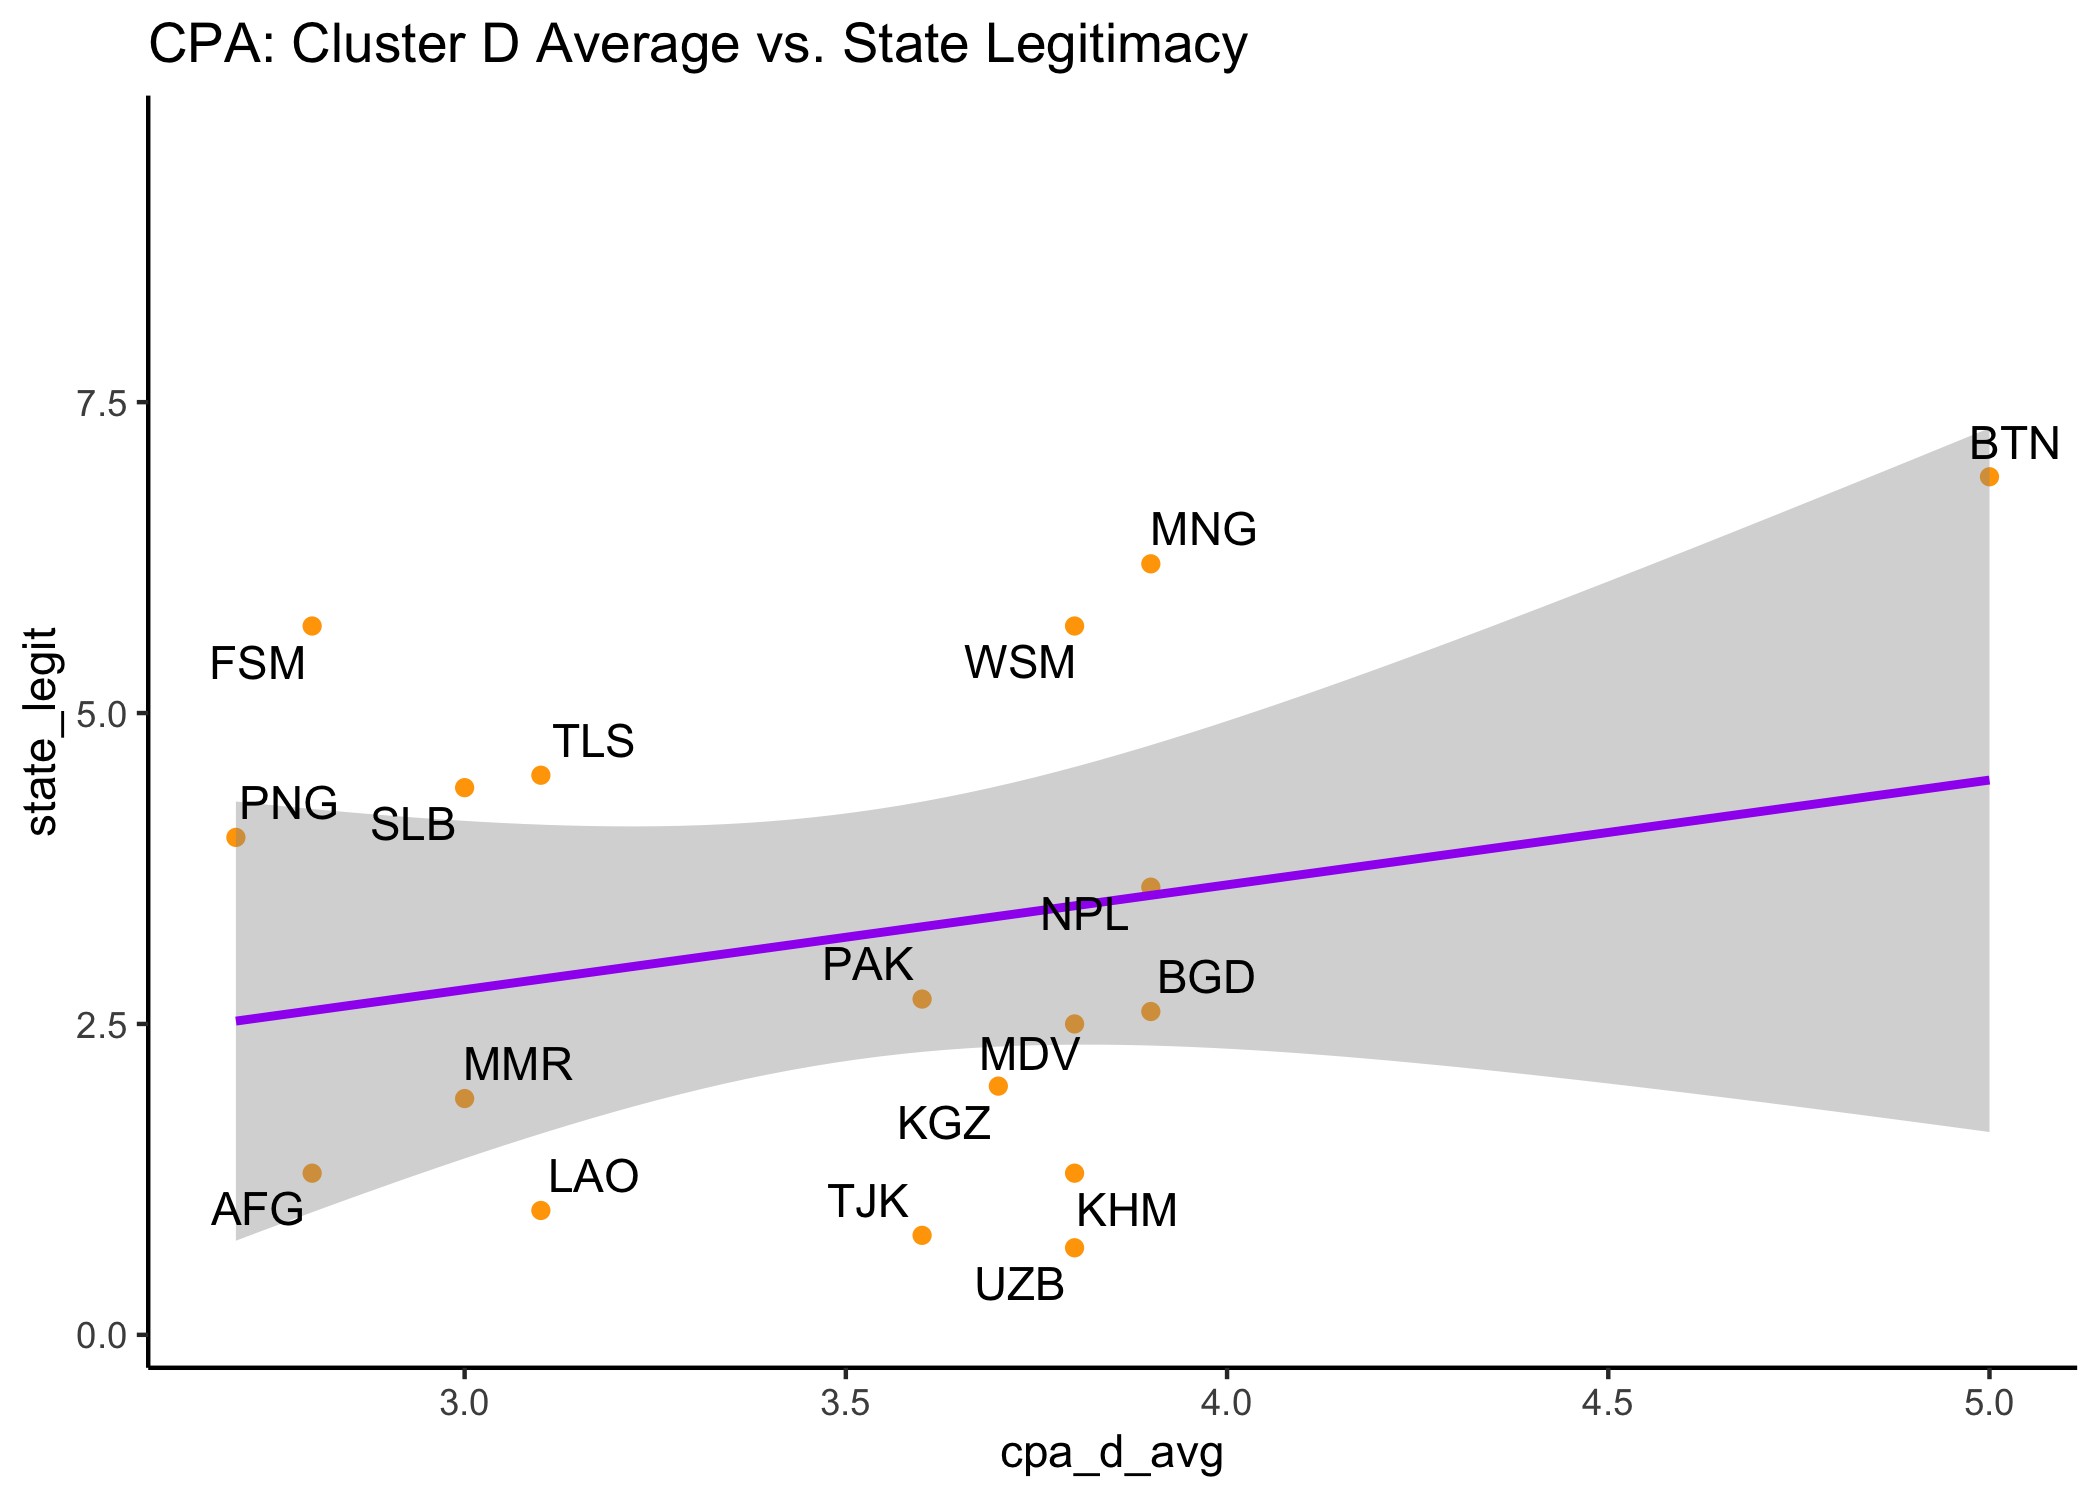 CPA: Cluster D Average vs. State Legitimacy
state_legit
7.5
5.0
2.5
0.0
BTN
MNG
FSM
WSM
TLS
PNG
SLB
NPL
PAK
BGD
MDV
MMR
KGZ
LAO
AFG
TJK
KHM
UZB
3.0
3.5
4.0
4.5
5.0
cpa_d_avg